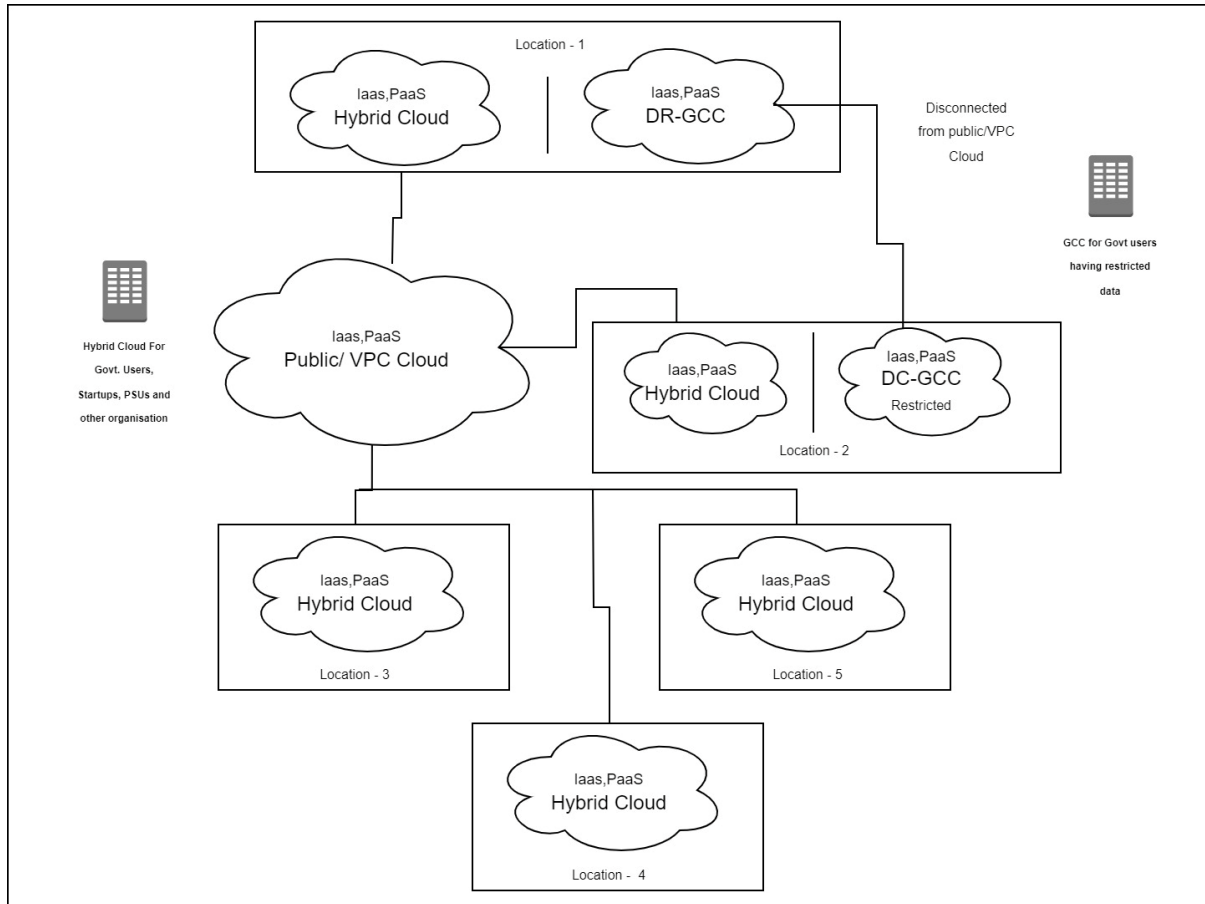 Location - 1
Iaas,PaaS
Hybrid Cloud
Iaas,PaaS
DR-GCC
Disconnected
from public/VPC
Cloud
GCC for Govt users
having restricted
data
Hybrid Cloud For
Govt. Users,
Startups, PSUs and
other organisation
Iaas,PaaS
Public/ VPC Cloud
Iaas,PaaS
Hybrid Cloud
Iaas,PaaS
DC-GCC
Restricted
Location - 2
Iaas,PaaS
Hybrid Cloud
Location - 3
Iaas,PaaS
Hybrid Cloud
Location - 5
Iaas,PaaS
Hybrid Cloud
Location -  4